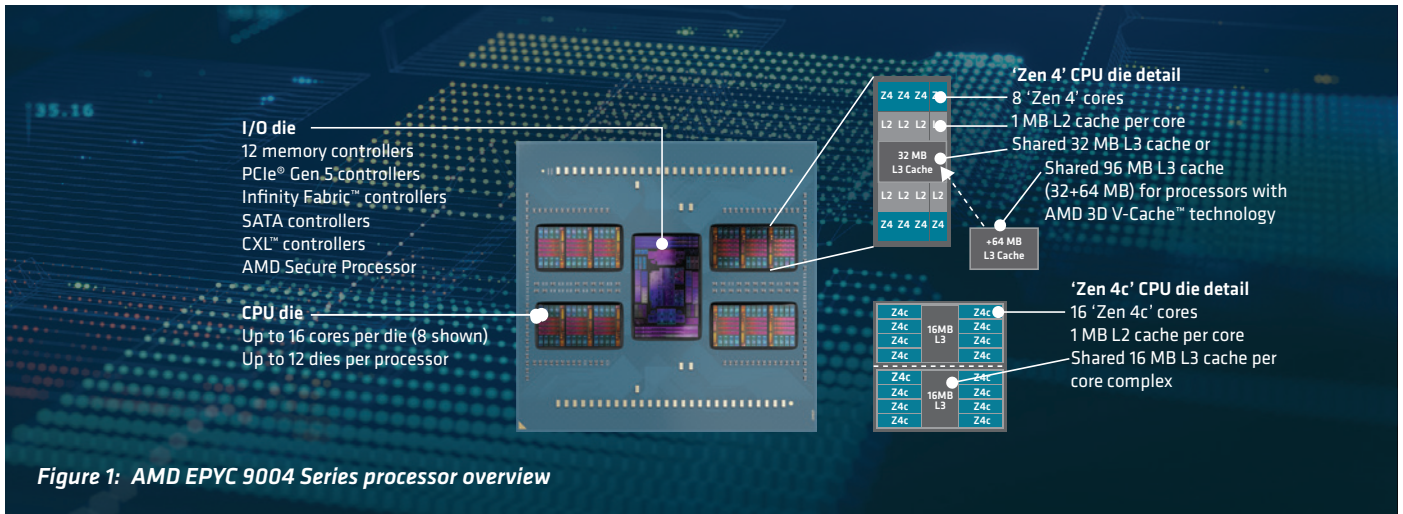 35.16
I/O die
12 memory controllers
PCIe® Gen 5 controllers
Infinity Fabric™ controllers
SATA controllers
CXL™ controllers
AMD Secure Processor
CPU die
Up to 16 cores per die (8 shown)
Up to 12 dies per processor
Z4 Z4 Z4
L2 L2 L2
32 MB
L3 Cache
L2 L2 L2 L2
Z4 Z4 Z4 Z4
'Zen 4' CPU die detail
8 'Zen 4' cores
1 MB L2 cache per core
Shared 32 MB L3 cache or
Shared 96 MB L3 cache
(32+64 MB) for processors with
AMD 3D V-Cache™ technology
+64 MB
L3 Cache
Z4c Z4c
Z4c 16MB Z4c
Z4c L3 Z4c
Z4c Z4c
Z4c Z4c
Z4c 16MB Z4c
Z4c L3 Z4c
Z4c Z4c
'Zen 4c' CPU die detail
16 'Zen 4c' cores
1 MB L2 cache per core
Shared 16 MB L3 cache per
core complex
Figure 1: AMD EPYC 9004 Series processor overview